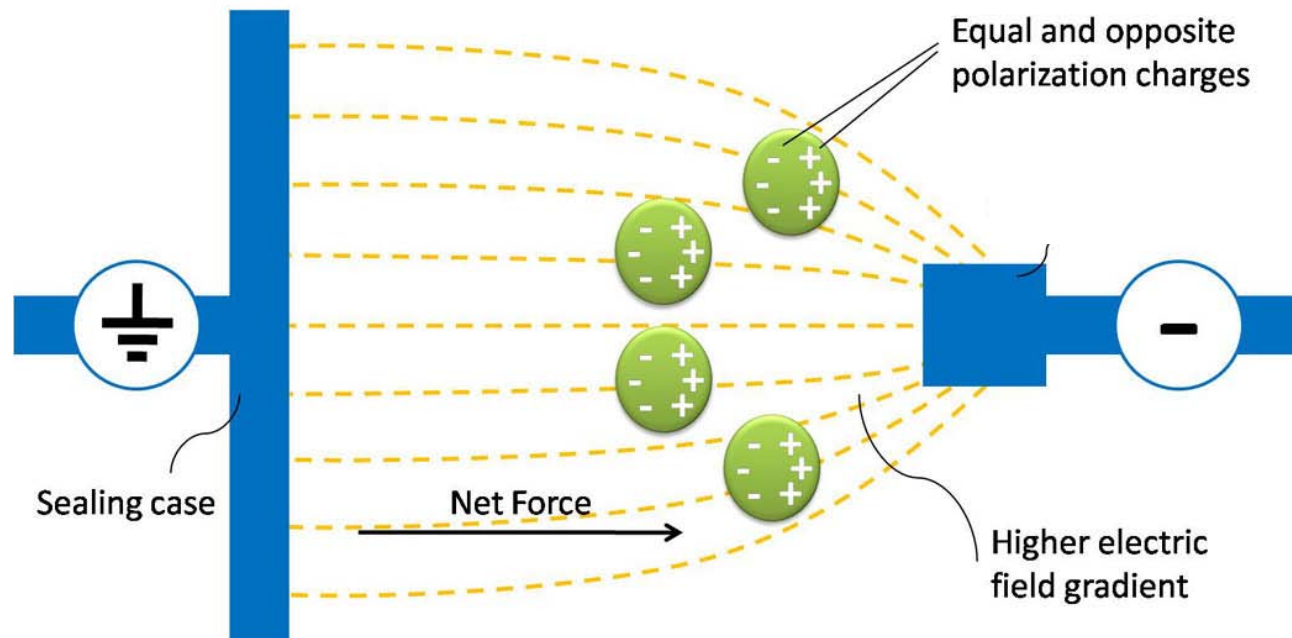 Equal and opposite
polarization charges
- + - + - +
- + - + - +
- + - + - +
- + - + - +
-
Sealing case
Net Force
Higher electric
field gradient